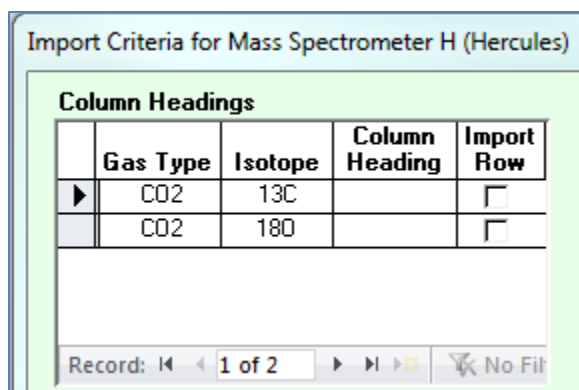 Import Criteria for Mass Spectrometer H (Hercules)
Column Headings
Gas Type Isotope Column Heading Import Row
CO2 13C
CO2 18O
Record: 1 of 2 No Filt